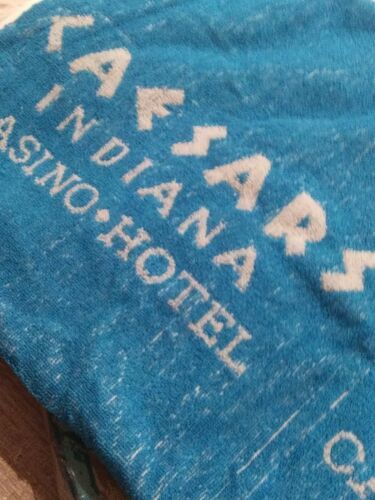 CAESARS
INDIANA
ASINO • HOTEL